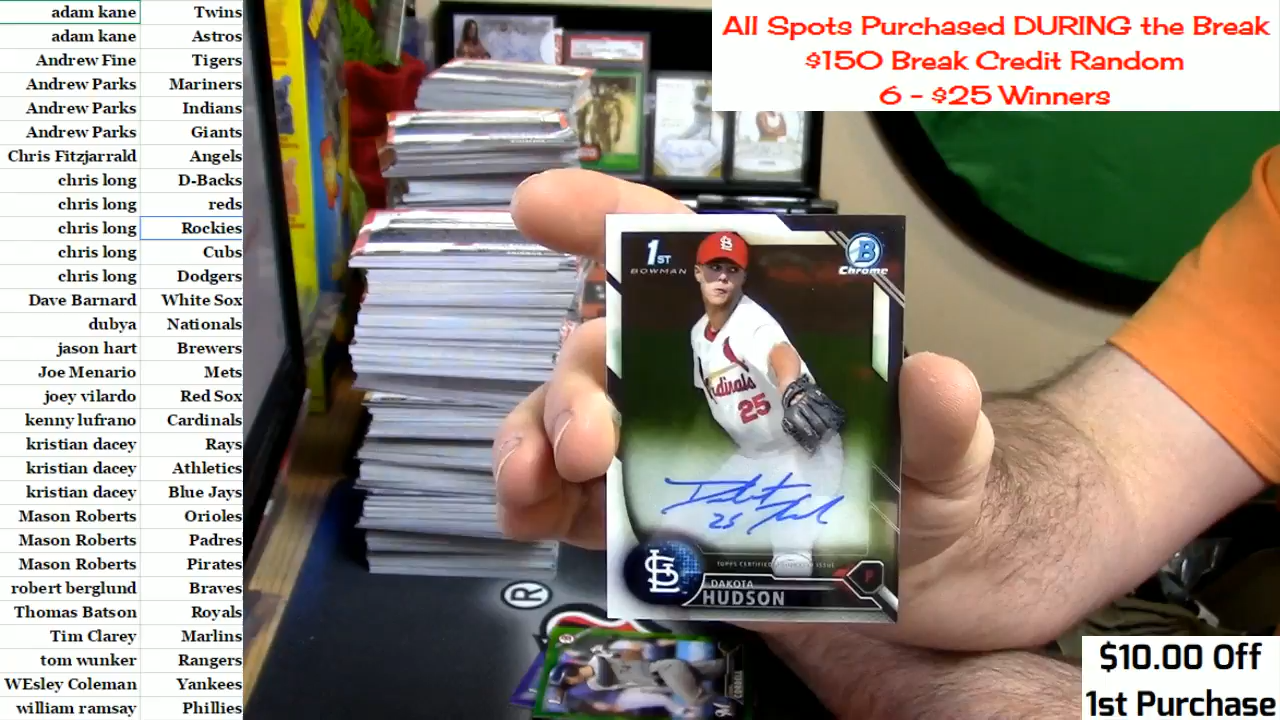 adam kane Twins
adam kane Astros
Andrew Fine Tigers
Andrew Parks Mariners
Andrew Parks Indians
Andrew Parks Giants
Chris Fitzjarrald Angels
chris long D-Backs
chris long reds
chris long Rockies
chris long Cubs
chris long Dodgers
Dave Barnard White Sox
dubya Nationals
jason hart Brewers
Joe Menario Mets
joey vilardo Red Sox
kenny lufrano Cardinals
kristian dacey Rays
kristian dacey Athletics
kristian dacey Blue Jays
Mason Roberts Orioles
Mason Roberts Padres
Mason Roberts Pirates
robert berglund Braves
Thomas Batson Royals
Tim Clarey Marlins
tom wunker Rangers
WEsley Coleman Yankees
william ramsay Phillies
All Spots Purchased DURING the Break
$150 Break Credit Random
6 - $25 Winners
1ST
BOWMAN
B
Chrome
Cardinals
25
25
TOPPS CERTIFIED AUTOGRAPH ISSUE
STL
P
DAKOTA
HUDSON
®
$10.00 Off
1st Purchase